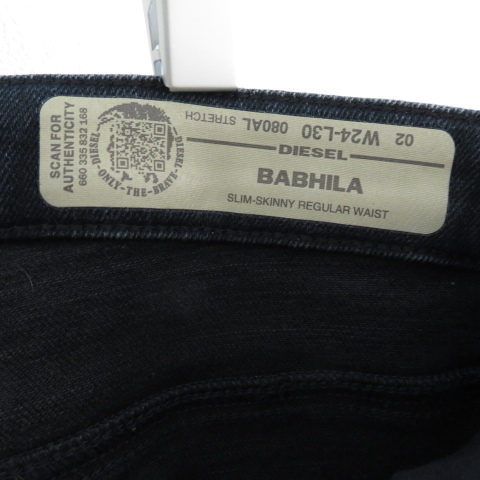 SCAN FOR
AUTHENTICITY
660 335 832 168
DIESEL
ONLY-THE-BRAVE
DIESEL
02 W24-L30 080AL STRETCH
DIESEL
BABHILA
SLIM-SKINNY REGULAR WAIST